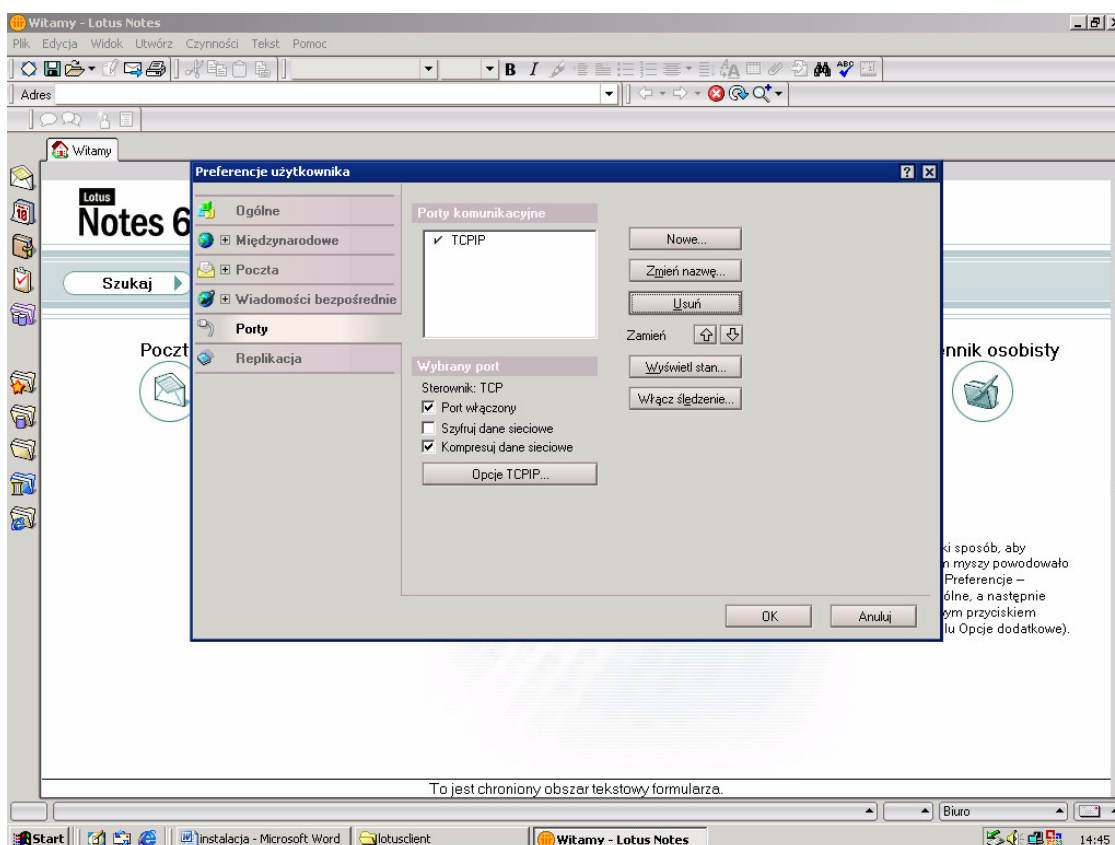 Witamy - Lotus Notes
Plik Edycja Widok Utwórz Czynności Tekst Pomoc
B I
ABC
Adres
Witamy
Preferencje użytkownika
Lotus
Notes 6
18
Szukaj
Ogólne
Międzynarodowe
Poczta
Wiadomości bezpośrednie
Porty
Replikacja
Porty komunikacyjne
TCPIP
Nowe...
Zmień nazwę...
Usuń
Zamień
Wyświetl stan...
Włącz śledzenie...
Wybrany port
Sterownik: TCP
Port włączony
Szyfruj dane sieciowe
Kompresuj dane sieciowe
Opcje TCPIP...
OK Anuluj
Poczt
nnik osobisty
ki sposób, aby
n myszy powodowało
Preferencje –
ólne, a następnie
ym przyciskiem
lu Opcje dodatkowe).
To jest chroniony obszar tekstowy formularza.
Biuro
Start instalacja - Microsoft Word lotusclient Witamy - Lotus Notes 14:45